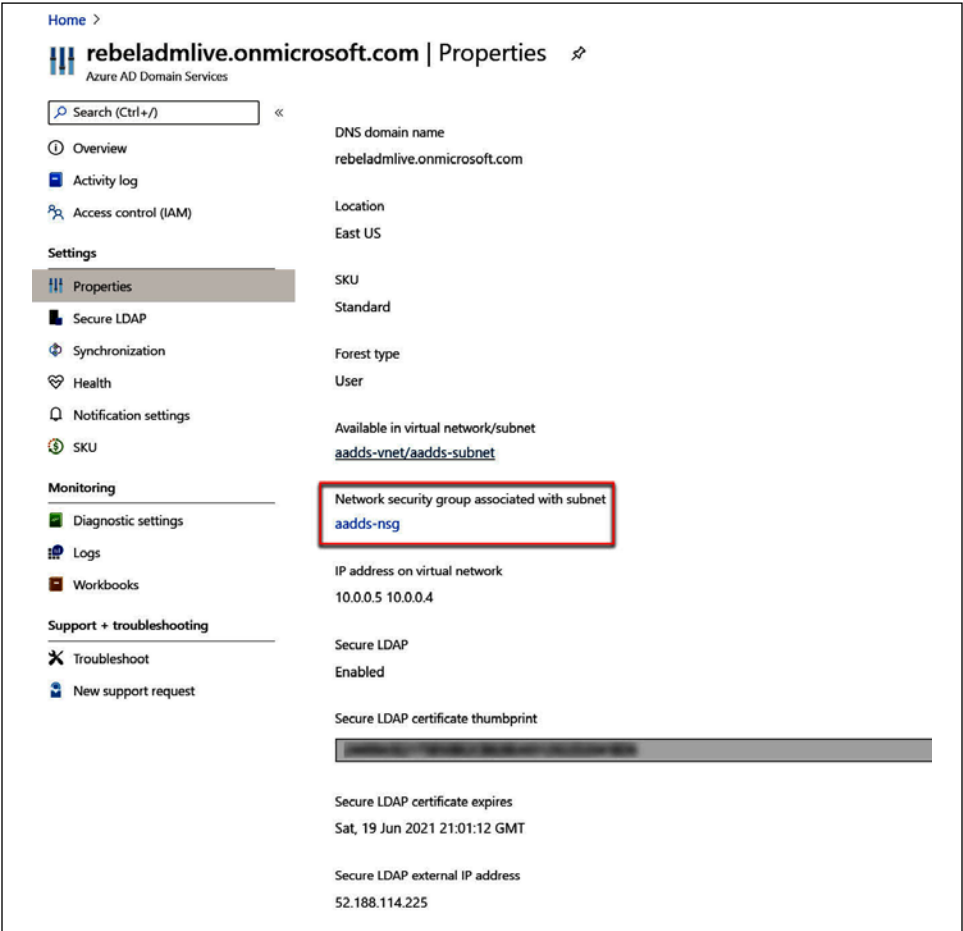 Home >
rebeladmlive.onmicrosoft.com | Properties
Azure AD Domain Services
Search (Ctrl+/)
«
Overview
Activity log
Access control (IAM)
Settings
Properties
Secure LDAP
Synchronization
Health
Notification settings
SKU
Monitoring
Diagnostic settings
Logs
Workbooks
Support + troubleshooting
Troubleshoot
New support request
DNS domain name
rebeladmlive.onmicrosoft.com
Location
East US
SKU
Standard
Forest type
User
Available in virtual network/subnet
aadds-vnet/aadds-subnet
Network security group associated with subnet
aadds-nsg
IP address on virtual network
10.0.0.5 10.0.0.4
Secure LDAP
Enabled
Secure LDAP certificate thumbprint
Secure LDAP certificate expires
Sat, 19 Jun 2021 21:01:12 GMT
Secure LDAP external IP address
52.188.114.225